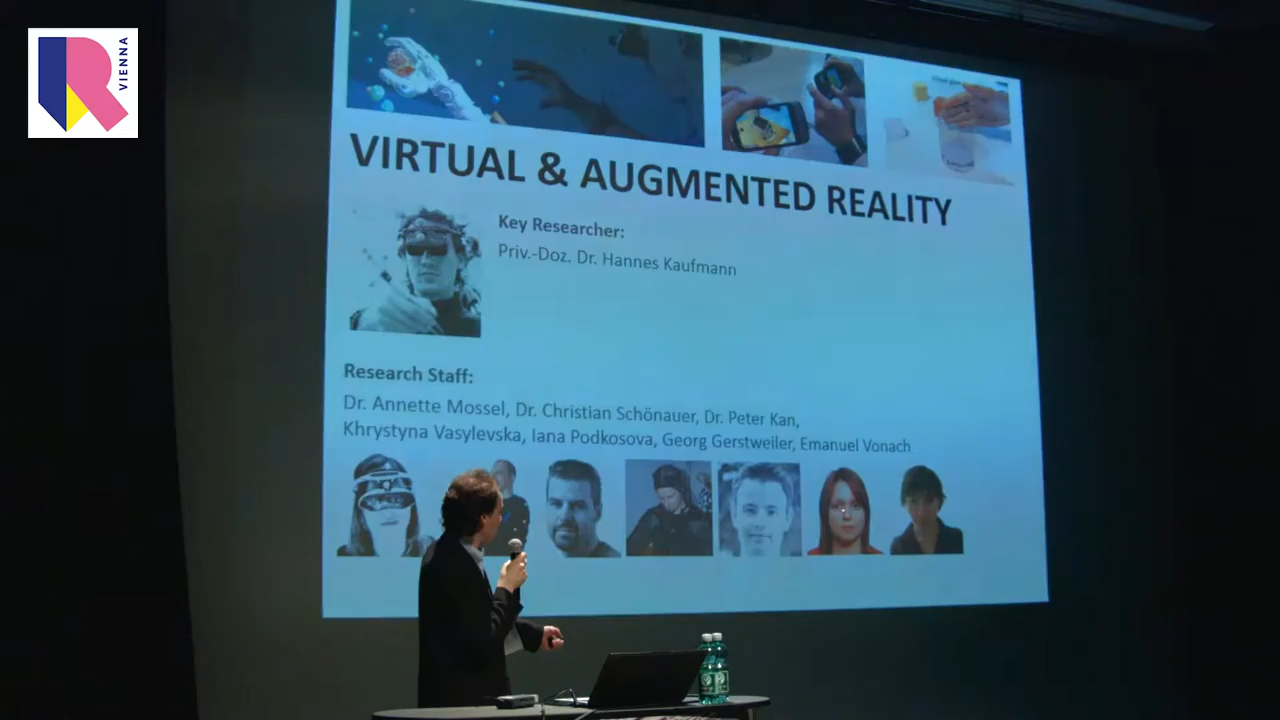 VIENNA
VIRTUAL & AUGMENTED REALITY
Key Researcher:
Priv.-Doz. Dr. Hannes Kaufmann
Research Staff:
Dr. Annette Mossel, Dr. Christian Schönauer, Dr. Peter Kan,
Khrystyna Vasylevska, Iana Podkosova, Georg Gerstweiler, Emanuel Vonach